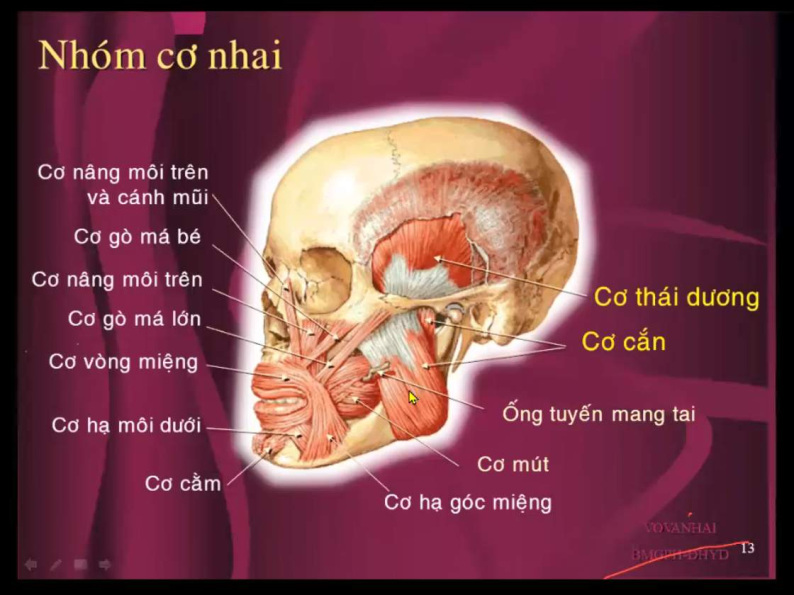 Nhóm cơ nhai
Cơ nâng môi trên
và cánh mũi
Cơ gò má bé
Cơ nâng môi trên
Cơ gò má lớn
Cơ vòng miệng
Cơ hạ môi dưới
Cơ cằm
Cơ thái dương
Cơ cắn
Ống tuyến mang tai
Cơ mút
Cơ hạ góc miệng
VOVANHAI
BMGPH-DHYD
13